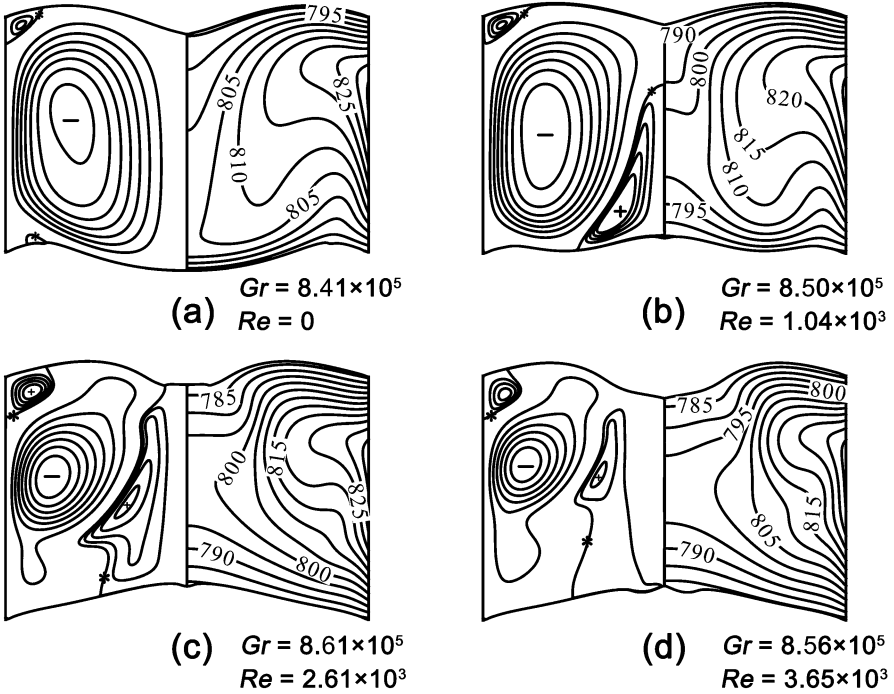 795
805
825
810
805
790
800
820
815
810
795
(a) Gr = 8.41×10⁵
Re = 0
(b) Gr = 8.50×10⁵
Re = 1.04×10³
785
800
815
825
790
800
785
800
795
815
805
790
(c) Gr = 8.61×10⁵
Re = 2.61×10³
(d) Gr = 8.56×10⁵
Re = 3.65×10³